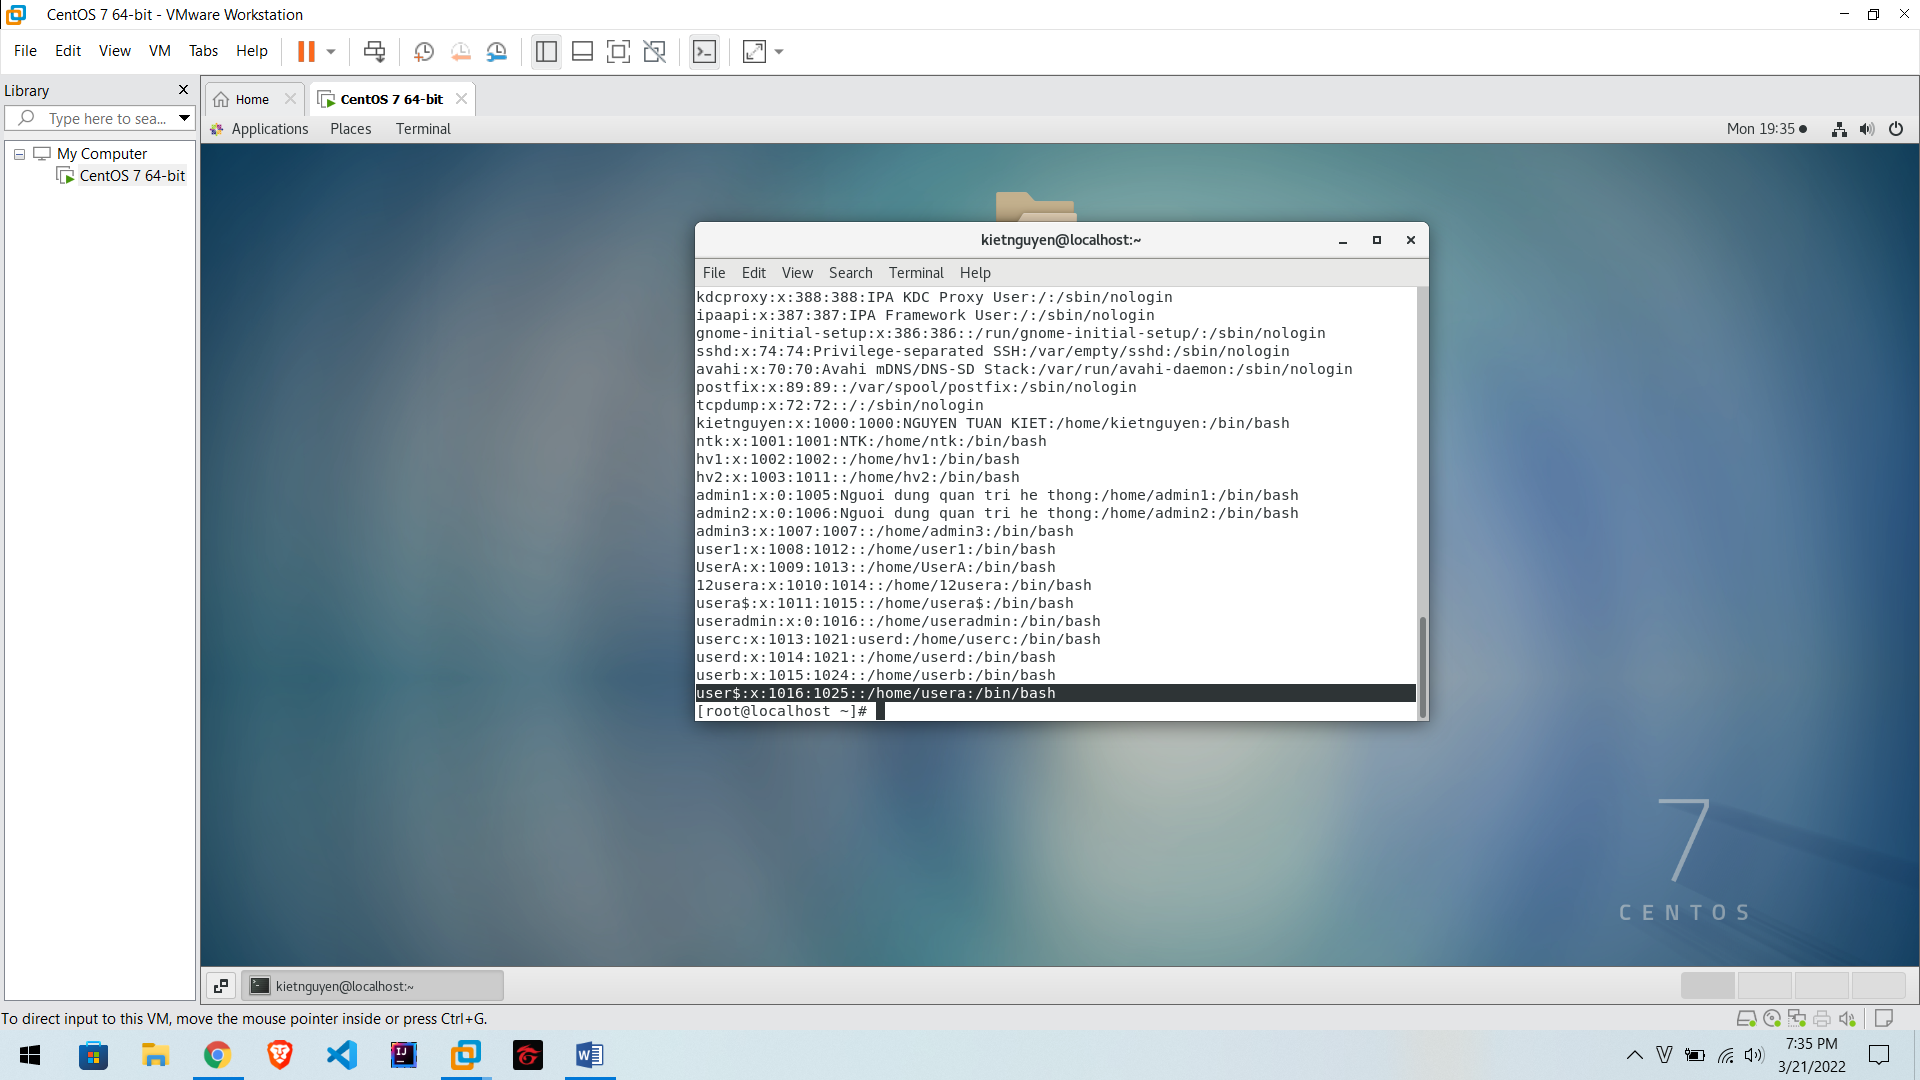 CentOS 7 64-bit - VMware Workstation
File Edit View VM Tabs Help
Library
Type here to sea...
My Computer
CentOS 7 64-bit
Home
CentOS 7 64-bit
Applications Places Terminal
Mon 19:35
kietnguyen@localhost:~
File Edit View Search Terminal Help
kdcproxy:x:388:388:IPA KDC Proxy User:/:/sbin/nologin
ipaapi:x:387:387:IPA Framework User:/:/sbin/nologin
gnome-initial-setup:x:386:386::/run/gnome-initial-setup/:/sbin/nologin
sshd:x:74:74:Privilege-separated SSH:/var/empty/sshd:/sbin/nologin
avahi:x:70:70:Avahi mDNS/DNS-SD Stack:/var/run/avahi-daemon:/sbin/nologin
postfix:x:89:89::/var/spool/postfix:/sbin/nologin
tcpdump:x:72:72::/:/sbin/nologin
kietnguyen:x:1000:1000:NGUYEN TUAN KIET:/home/kietnguyen:/bin/bash
ntk:x:1001:1001:NTK:/home/ntk:/bin/bash
hv1:x:1002:1002::/home/hv1:/bin/bash
hv2:x:1003:1011::/home/hv2:/bin/bash
admin1:x:0:1005:Nguoi dung quan tri he thong:/home/admin1:/bin/bash
admin2:x:0:1006:Nguoi dung quan tri he thong:/home/admin2:/bin/bash
admin3:x:1007:1007::/home/admin3:/bin/bash
user1:x:1008:1012::/home/user1:/bin/bash
UserA:x:1009:1013::/home/UserA:/bin/bash
12usera:x:1010:1014::/home/12usera:/bin/bash
usera$:x:1011:1015::/home/usera$:/bin/bash
useradmin:x:0:1016::/home/useradmin:/bin/bash
userc:x:1013:1021:userd:/home/userc:/bin/bash
userd:x:1014:1021::/home/userd:/bin/bash
userb:x:1015:1024::/home/userb:/bin/bash
user$:x:1016:1025::/home/usera:/bin/bash
[root@localhost ~]#
7
CENTOS
kietnguyen@localhost:~
To direct input to this VM, move the mouse pointer inside or press Ctrl+G.
7:35 PM
3/21/2022